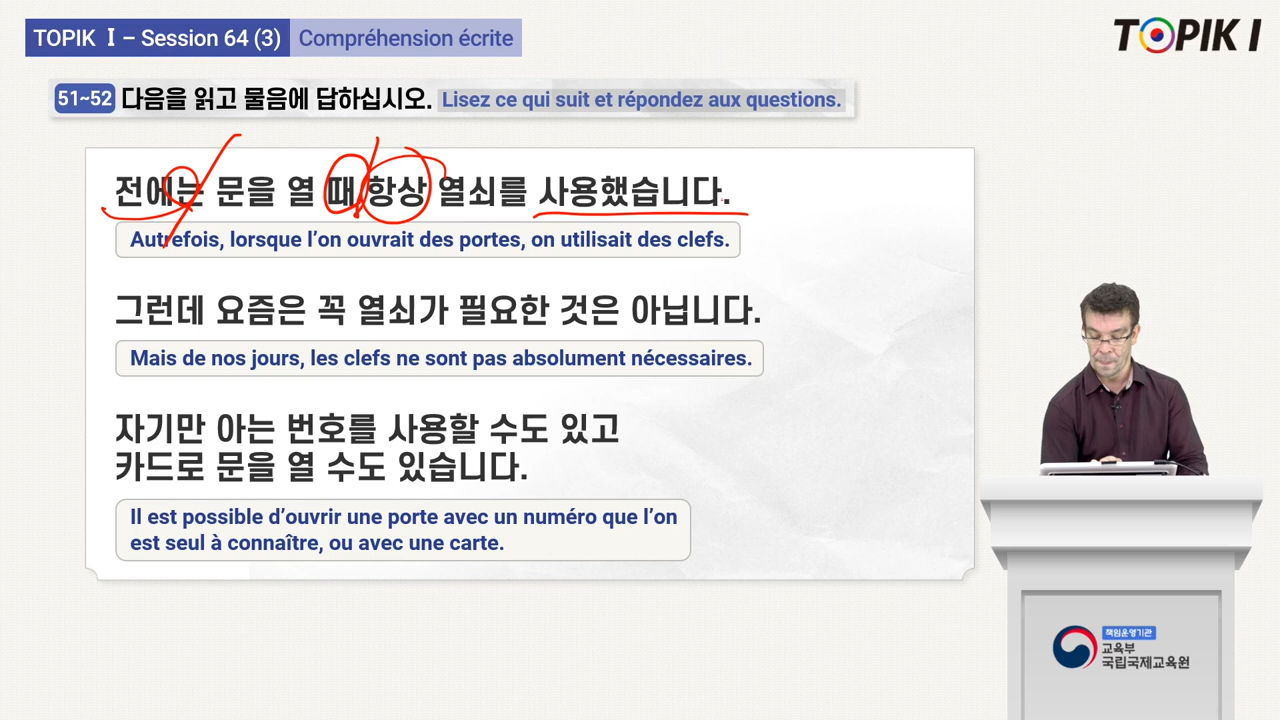 TOPIK Ⅰ – Session 64 (3) Compréhension écrite
TOPIK I
51~52 다음을 읽고 물음에 답하십시오. Lisez ce qui suit et répondez aux questions.
전에는 문을 열 때 항상 열쇠를 사용했습니다.
Autrefois, lorsque l’on ouvrait des portes, on utilisait des clefs.
그런데 요즘은 꼭 열쇠가 필요한 것은 아닙니다.
Mais de nos jours, les clefs ne sont pas absolument nécessaires.
자기만 아는 번호를 사용할 수도 있고
카드로 문을 열 수도 있습니다.
Il est possible d’ouvrir une porte avec un numéro que l’on
est seul à connaître, ou avec une carte.
책임운영기관
교육부
국립국제교육원